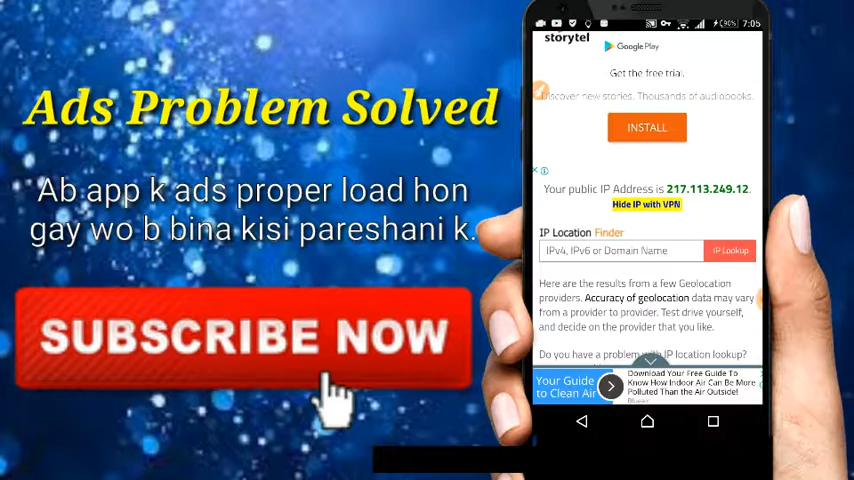 Ads Problem Solved
Ab app k ads proper load hon
gay wo b bina kisi pareshani k.
SUBSCRIBE NOW
90% 7:05
storytel
Google Play
Get the free trial.
Discover new stories. Thousands of audiobooks.
INSTALL
Your public IP Address is 217.113.249.12.
Hide IP with VPN
IP Location Finder
IPv4, IPv6 or Domain Name
IP Lookup
Here are the results from a few Geolocation
providers. Accuracy of geolocation data may vary
from a provider to provider. Test drive yourself,
and decide on the provider that you like.
Do you have a problem with IP location lookup?
Your Guide
to Clean Air
Download Your Free Guide To
Know How Indoor Air Can Be More
Polluted Than the Air Outside!